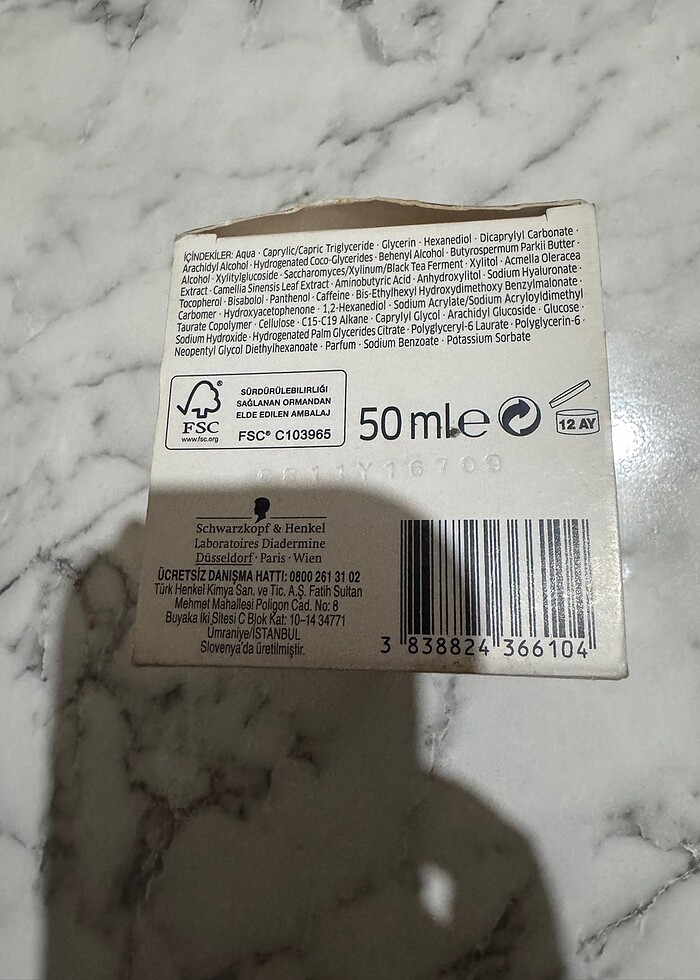 İÇİNDEKİLER: Aqua · Caprylic/Capric Triglyceride · Glycerin · Hexanediol · Dicaprylyl Carbonate ·
Arachidyl Alcohol · Hydrogenated Coco-Glycerides · Behenyl Alcohol · Butyrospermum Parkii Butter ·
Alcohol · Xylitylglucoside · Saccharomyces/Xylinum/Black Tea Ferment · Xylitol · Acmella Oleracea
Extract · Camellia Sinensis Leaf Extract · Aminobutyric Acid · Anhydroxylitol · Sodium Hyaluronate ·
Tocopherol · Bisabolol · Panthenol · Caffeine · Bis-Ethylhexyl Hydroxydimethoxy Benzylmalonate ·
Carbomer · Hydroxyacetophenone · 1,2-Hexanediol · Sodium Acrylate/Sodium Acryloyldimethyl
Taurate Copolymer · Cellulose · C15-C19 Alkane · Caprylyl Glycol · Arachidyl Glucoside · Glucose ·
Sodium Hydroxide · Hydrogenated Palm Glycerides Citrate · Polyglyceryl-6 Laurate · Polyglycerin-6 ·
Neopentyl Glycol Diethylhexanoate · Parfum · Sodium Benzoate · Potassium Sorbate
FSC
www.fsc.org
SÜRDÜRÜLEBİLİRLİĞİ
SAĞLANAN ORMANDAN
ELDE EDİLEN AMBALAJ
FSC® C103965
50 ml e
12 AY
Schwarzkopf & Henkel
Laboratoires Diadermine
Düsseldorf · Paris · Wien
ÜCRETSİZ DANIŞMA HATTI: 0800 261 31 02
Türk Henkel Kimya San. ve Tic. A.Ş. Fatih Sultan
Mehmet Mahallesi Poligon Cad. No: 8
Buyaka İki Sitesi C Blok Kat: 10–14 34771
Ümraniye/İSTANBUL
Slovenya'da üretilmiştir.
3 838824 366104